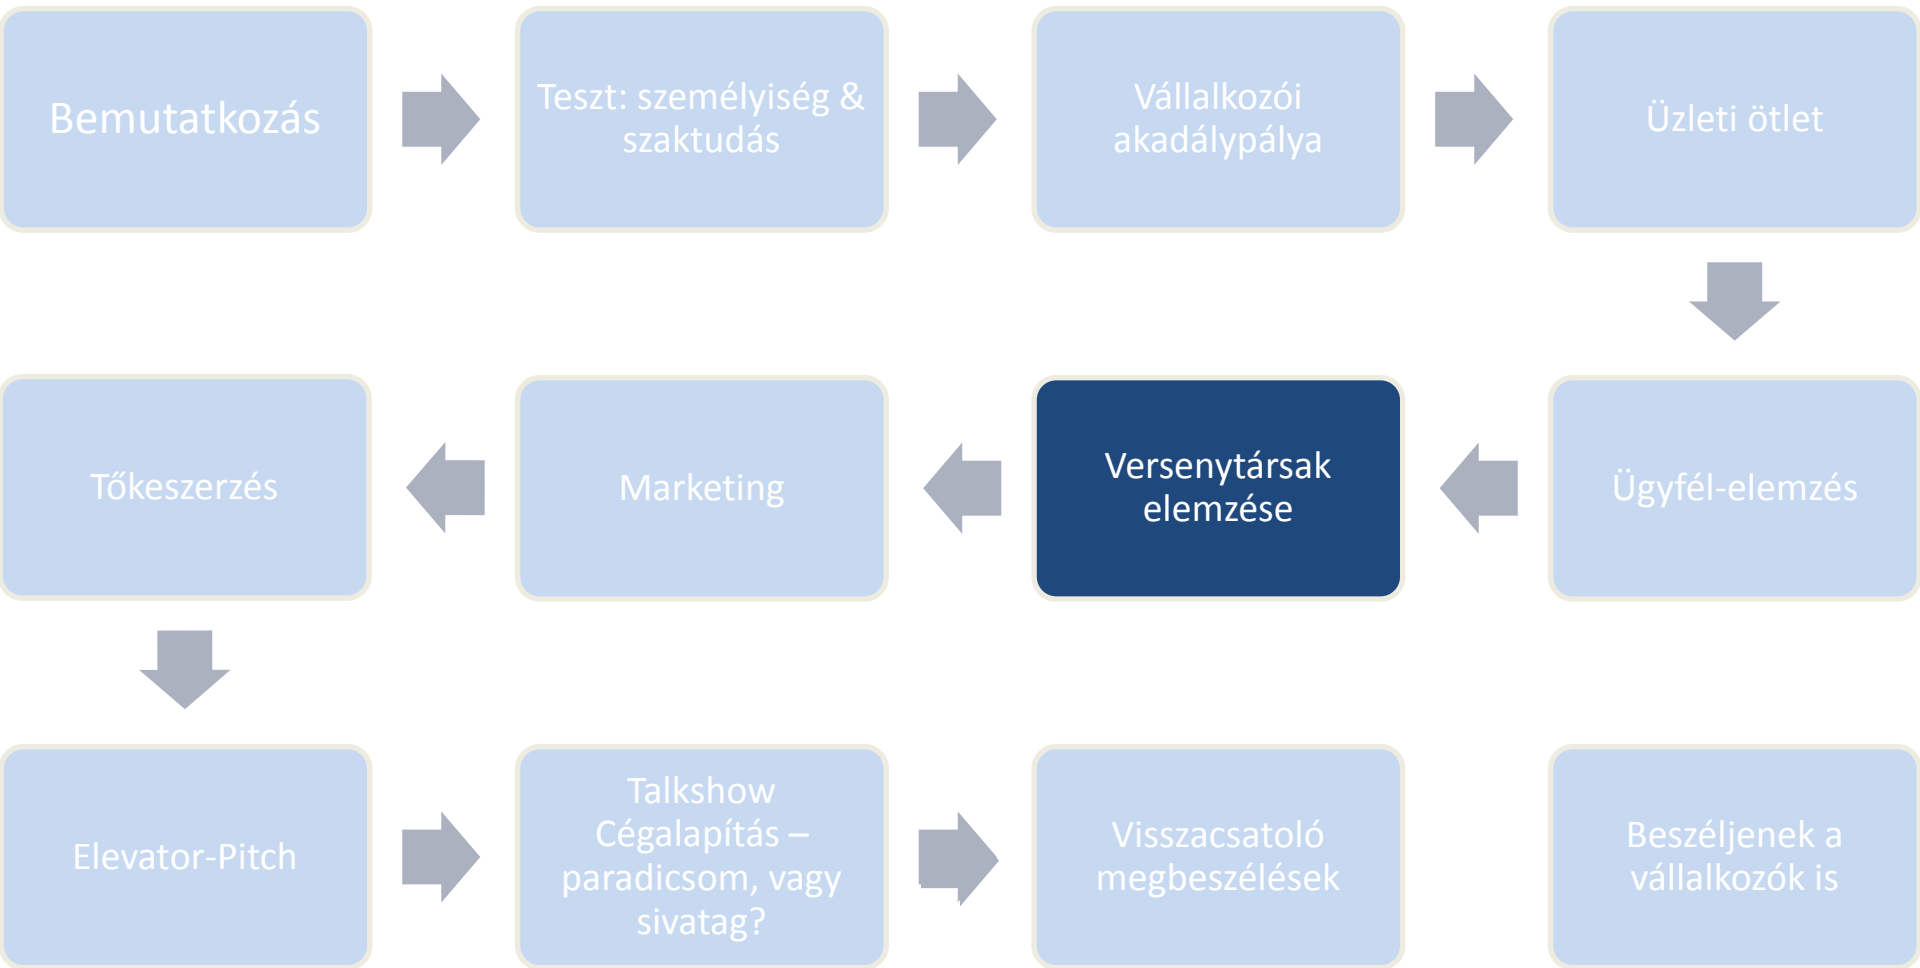 Bemutatkozás
Teszt: személyiség &
szaktudás
Vállalkozói
akadálypálya
Üzleti ötlet
Tőkeszerzés
Marketing
Versenytársak
elemzése
Ügyfél-elemzés
Elevator-Pitch
Talkshow
Cégalapítás –
paradicsom, vagy
sivatag?
Visszacsatoló
megbeszélések
Beszéljenek a
vállalkozók is